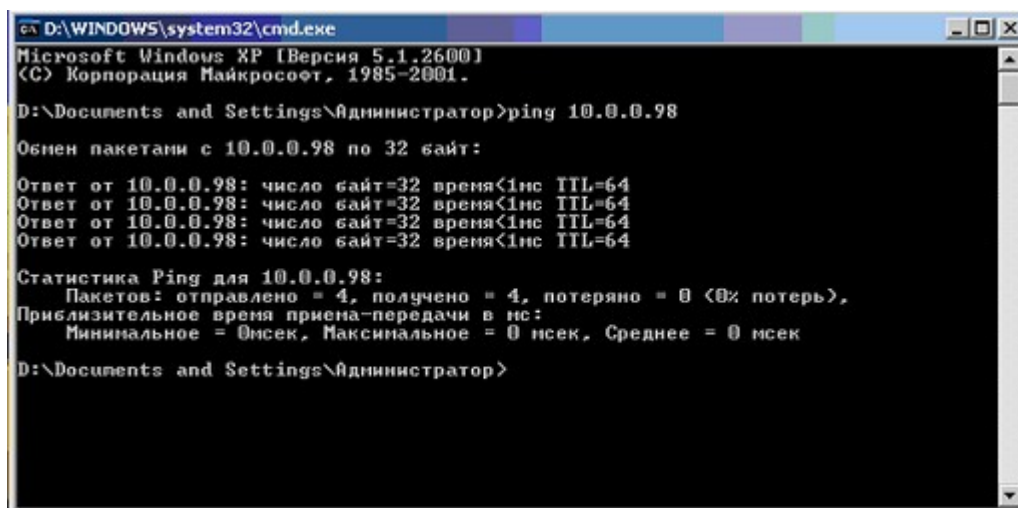 D:\WINDOWS\system32\cmd.exe
Microsoft Windows XP [Версия 5.1.2600]
(C) Корпорация Майкрософт, 1985-2001.
D:\Documents and Settings\Администратор>ping 10.0.0.98
Обмен пакетами с 10.0.0.98 по 32 байт:
Ответ от 10.0.0.98: число байт=32 время<1мс TTL=64
Ответ от 10.0.0.98: число байт=32 время<1мс TTL=64
Ответ от 10.0.0.98: число байт=32 время<1мс TTL=64
Ответ от 10.0.0.98: число байт=32 время<1мс TTL=64
Статистика Ping для 10.0.0.98:
Пакетов: отправлено = 4, получено = 4, потеряно = 0 (0% потерь),
Приблизительное время приема-передачи в мс:
Минимальное = 0мсек, Максимальное = 0 мсек, Среднее = 0 мсек
D:\Documents and Settings\Администратор>